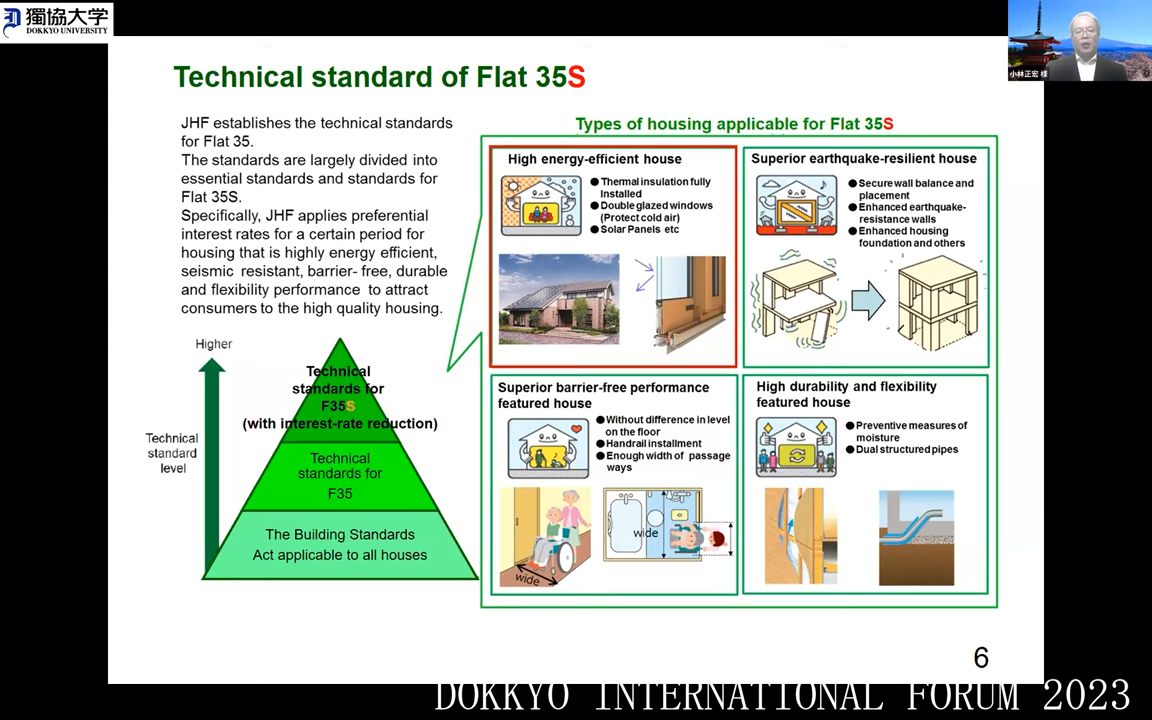 獨協大学
DOKKYO UNIVERSITY
小林正宏 様
Technical standard of Flat 35S
JHF establishes the technical standards
for Flat 35.
The standards are largely divided into
essential standards and standards for
Flat 35S.
Specifically, JHF applies preferential
interest rates for a certain period for
housing that is highly energy efficient,
seismic resistant, barrier- free, durable
and flexibility performance to attract
consumers to the high quality housing.
Higher
Technical
standard
level
Technical
standards for
F35S
(with interest-rate reduction)
Technical
standards for
F35
The Building Standards
Act applicable to all houses
Types of housing applicable for Flat 35S
High energy-efficient house
●Thermal insulation fully
Installed
●Double glazed windows
(Protect cold air)
●Solar Panels etc
Superior earthquake-resilient house
●Secure wall balance and
placement
●Enhanced earthquake-
resistance walls
●Enhanced housing
foundation and others
Superior barrier-free performance
featured house
●Without difference in level
on the floor
●Handrail installment
●Enough width of passage
ways
wide
wide
High durability and flexibility
featured house
●Preventive measures of
moisture
●Dual structured pipes
6
DOKKYO INTERNATIONAL FORUM 2023